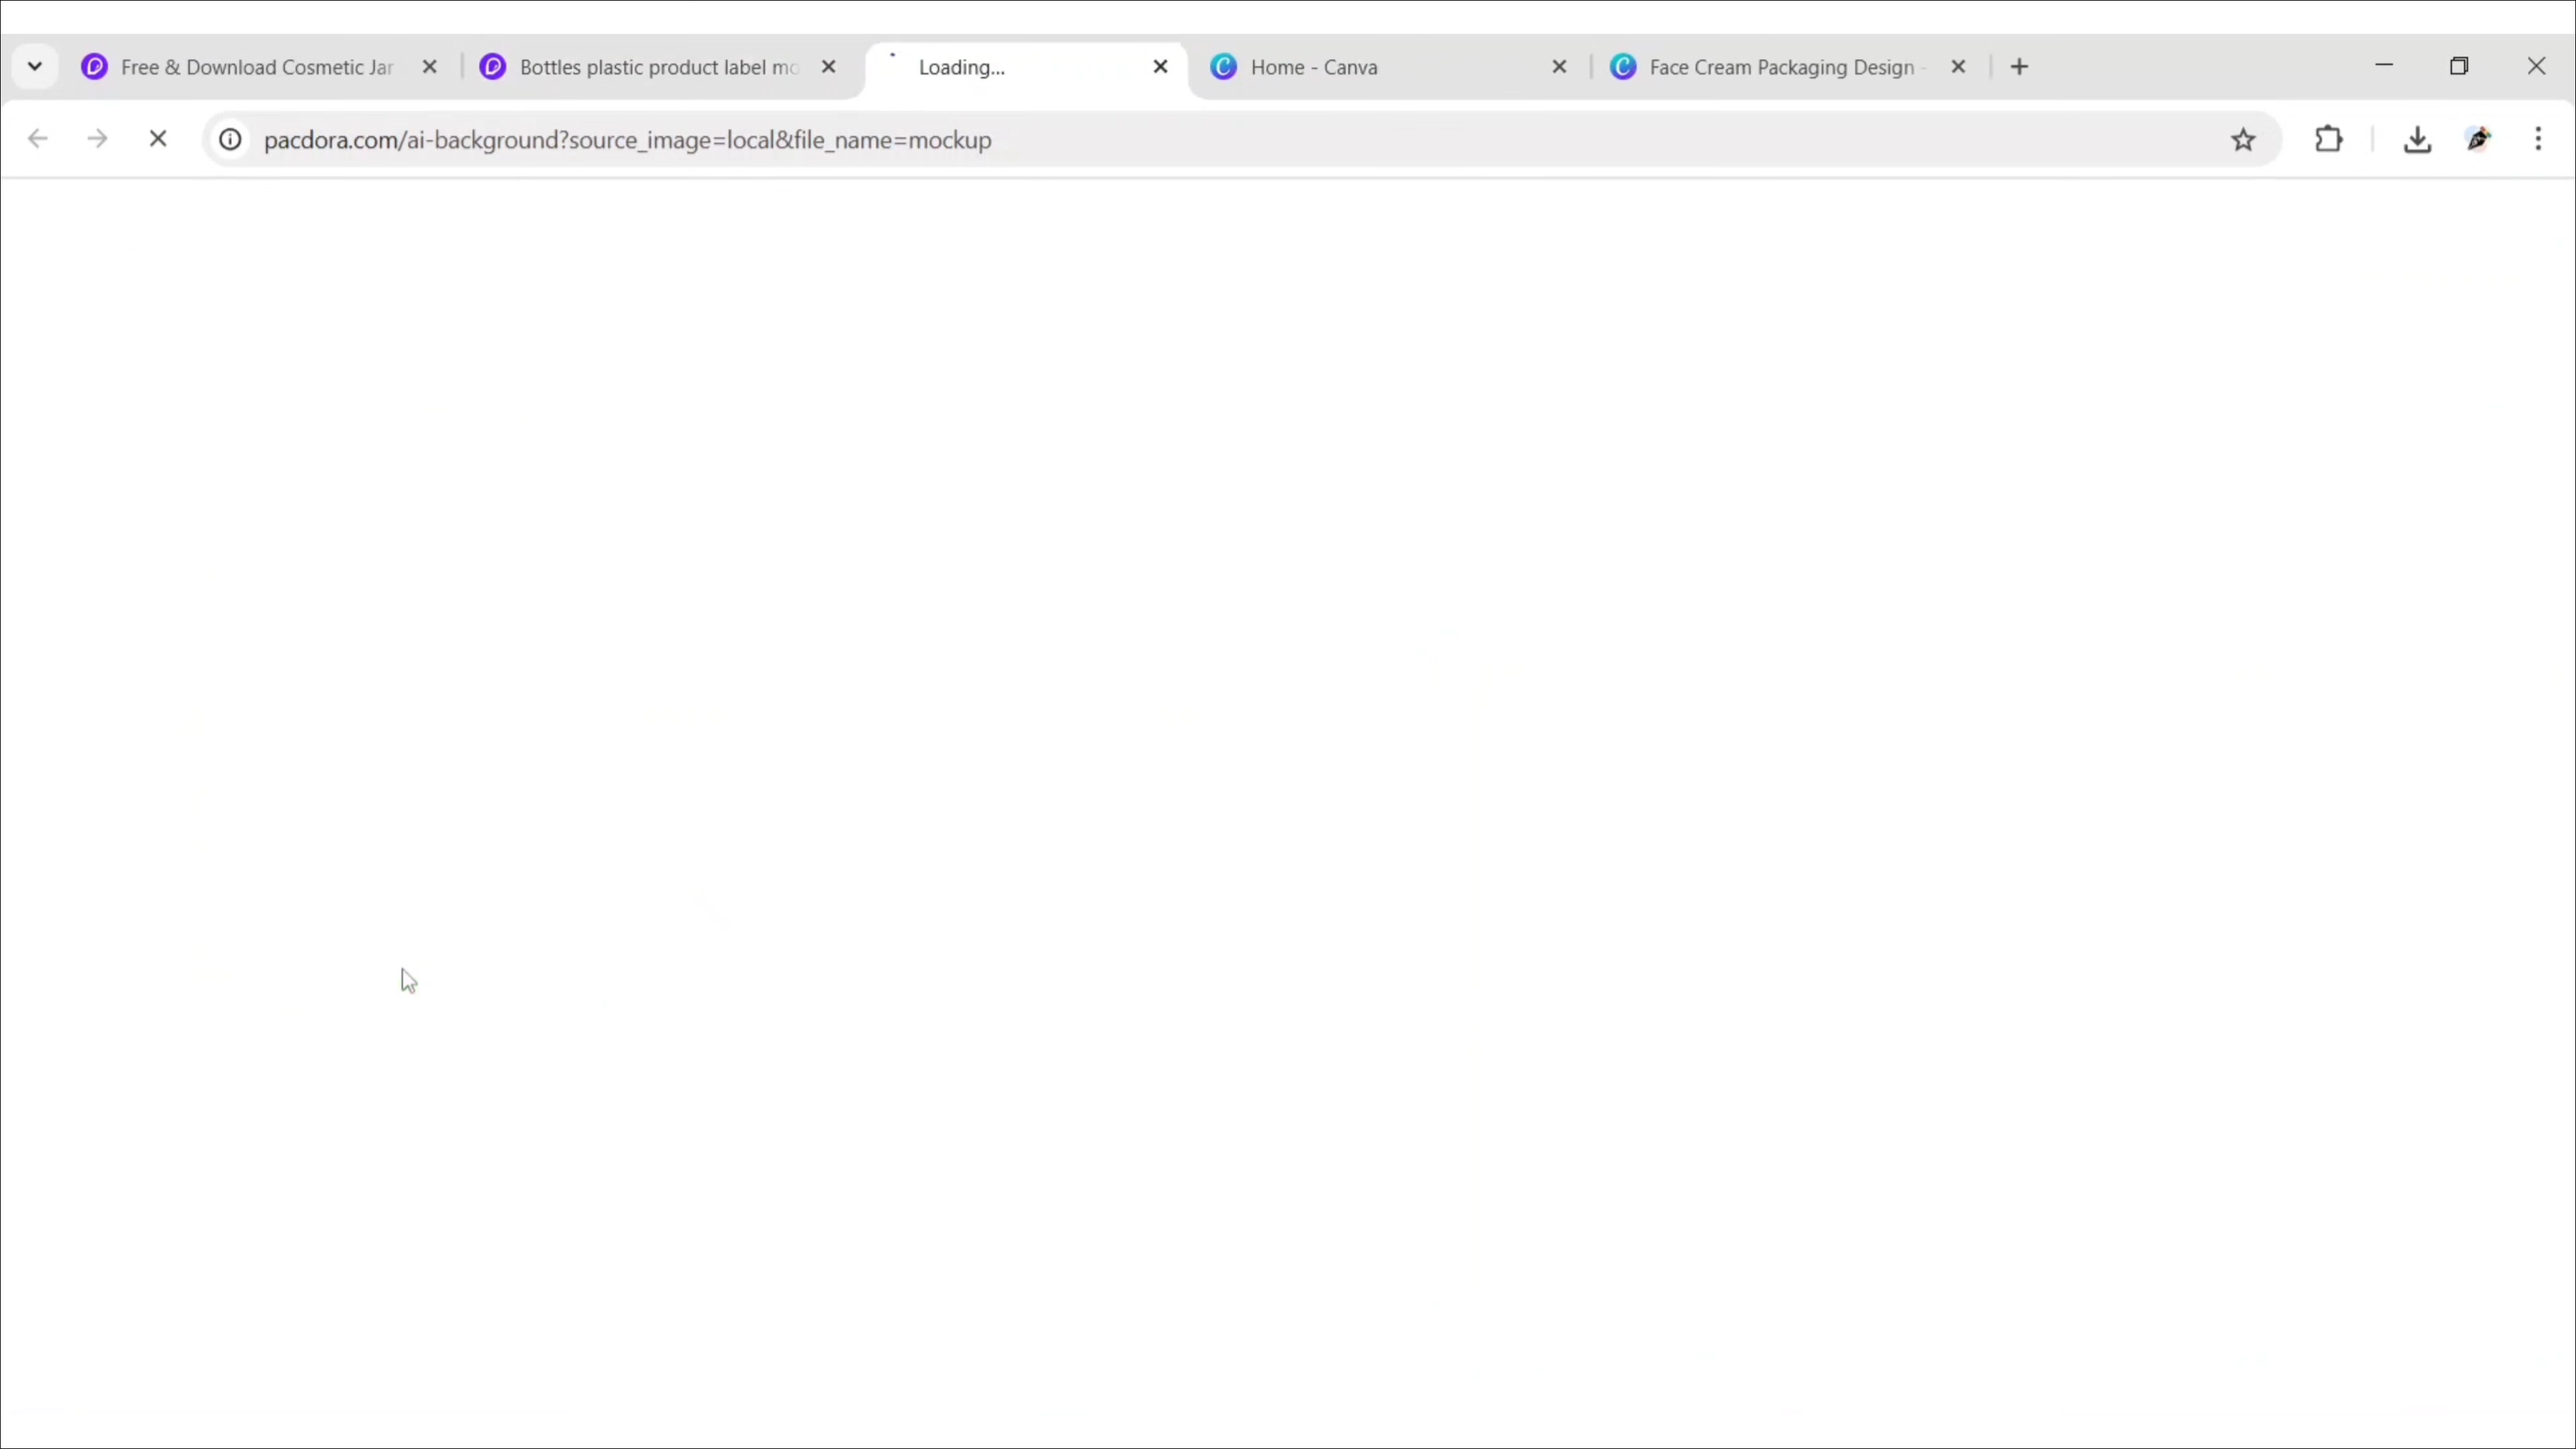 Free & Download Cosmetic Jar
Bottles plastic product label mo
Loading...
Home - Canva
Face Cream Packaging Design -
pacdora.com/ai-background?source_image=local&file_name=mockup